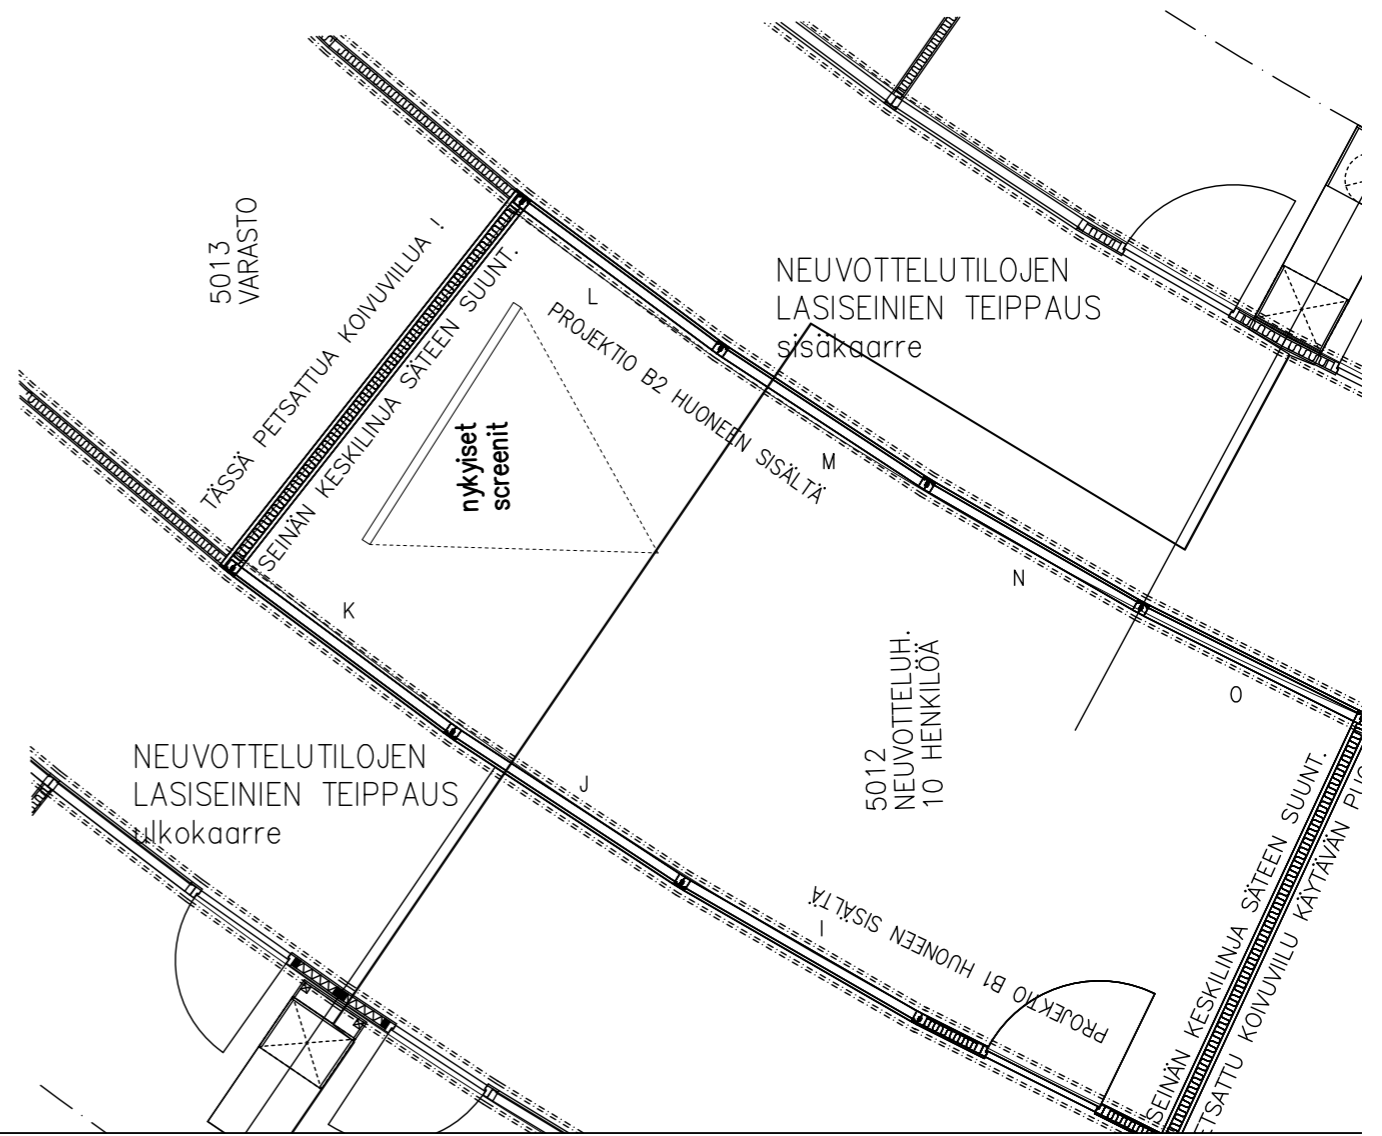 5013
VARASTO
TÄSSÄ PETSATTUA KOIVUVIILUA !
SEINÄN KESKILINJA SÄTEEN SUUNT.
nykyiset
screenit
L
PROJEKTIO B2 HUONEEN SISÄLTÄ
NEUVOTTELUTILOJEN
LASISEINIEN TEIPPAUS
sisäkaarre
M
N
O
K
J
I
NEUVOTTELUTILOJEN
LASISEINIEN TEIPPAUS
ulkokaarre
5012
NEUVOTTELUH.
10 HENKILÖÄ
PROJEKTIO B1 HUONEEN SISÄLTÄ
SEINÄN KESKILINJA SÄTEEN SUUNT.
ETSATTU KOIVUVIILU KÄYTÄVÄN